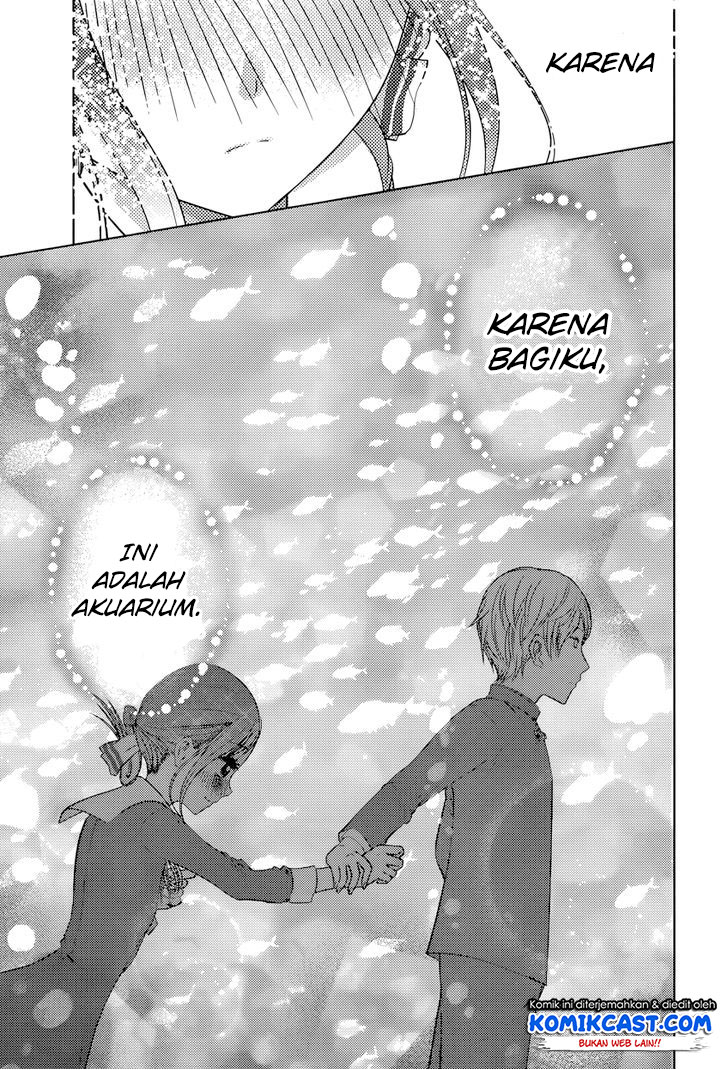 KARENA
KARENA
BAGIKU,
INI
ADALAH
AKUARIUM.
Komik ini diterjemahkan & diedit oleh
KOMIKCAST.COM
BUKAN WEB LAIN!!